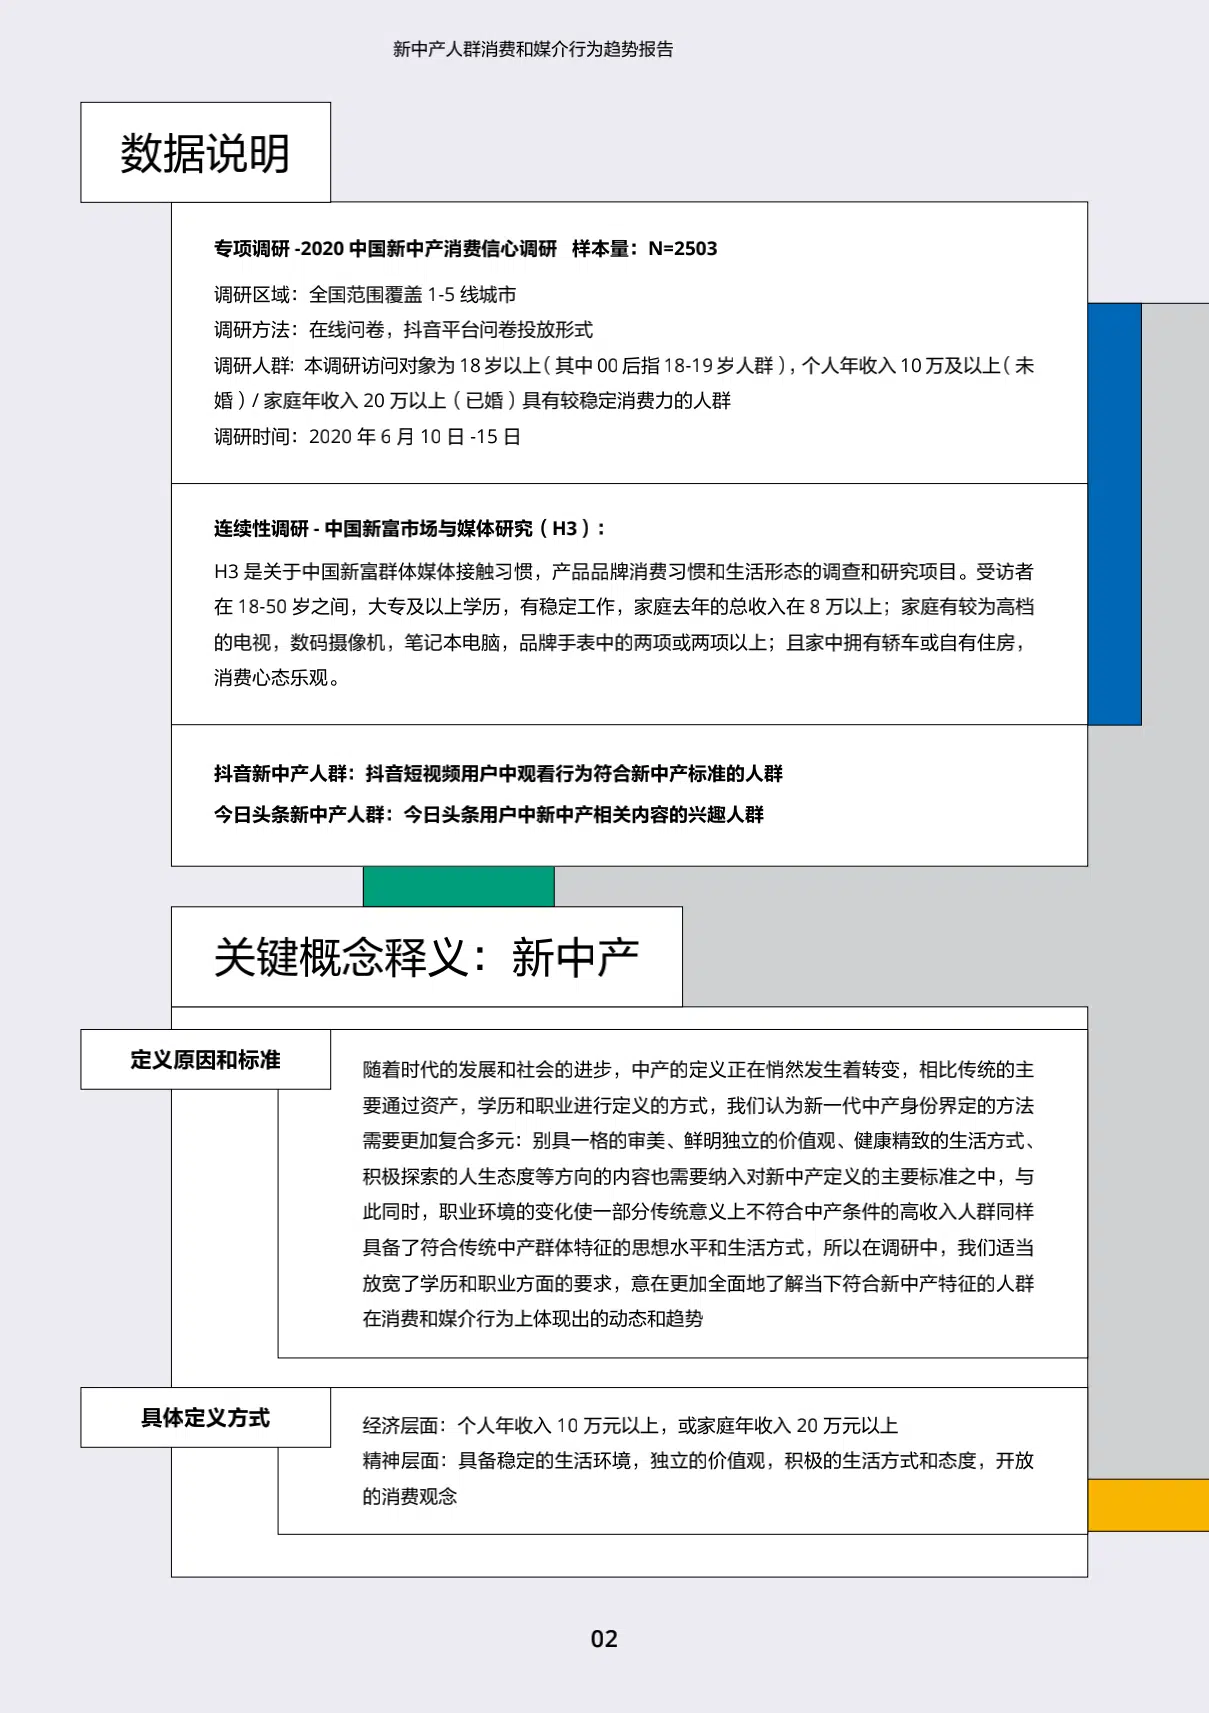 新中产人群消费和媒介行为趋势报告
数据说明
专项调研 -2020 中国新中产消费信心调研 样本量：N=2503
调研区域：全国范围覆盖 1-5 线城市
调研方法：在线问卷，抖音平台问卷投放形式
调研人群: 本调研访问对象为 18 岁以上（其中 00 后指 18-19 岁人群），个人年收入 10 万及以上（未
婚）/ 家庭年收入 20 万以上（已婚）具有较稳定消费力的人群
调研时间：2020 年 6 月 10 日 -15 日
连续性调研 - 中国新富市场与媒体研究（H3）:
H3 是关于中国新富群体媒体接触习惯，产品品牌消费习惯和生活形态的调查和研究项目。受访者
在 18-50 岁之间，大专及以上学历，有稳定工作，家庭去年的总收入在 8 万以上；家庭有较为高档
的电视，数码摄像机，笔记本电脑，品牌手表中的两项或两项以上；且家中拥有轿车或自有住房，
消费心态乐观。
抖音新中产人群：抖音短视频用户中观看行为符合新中产标准的人群
今日头条新中产人群：今日头条用户中新中产相关内容的兴趣人群
关键概念释义：新中产
定义原因和标准
随着时代的发展和社会的进步，中产的定义正在悄然发生着转变，相比传统的主
要通过资产，学历和职业进行定义的方式，我们认为新一代中产身份界定的方法
需要更加复合多元：别具一格的审美、鲜明独立的价值观、健康精致的生活方式、
积极探索的人生态度等方向的内容也需要纳入对新中产定义的主要标准之中，与
此同时，职业环境的变化使一部分传统意义上不符合中产条件的高收入人群同样
具备了符合传统中产群体特征的思想水平和生活方式，所以在调研中，我们适当
放宽了学历和职业方面的要求，意在更加全面地了解当下符合新中产特征的人群
在消费和媒介行为上体现出的动态和趋势
具体定义方式
经济层面：个人年收入 10 万元以上，或家庭年收入 20 万元以上
精神层面：具备稳定的生活环境，独立的价值观，积极的生活方式和态度，开放
的消费观念
02